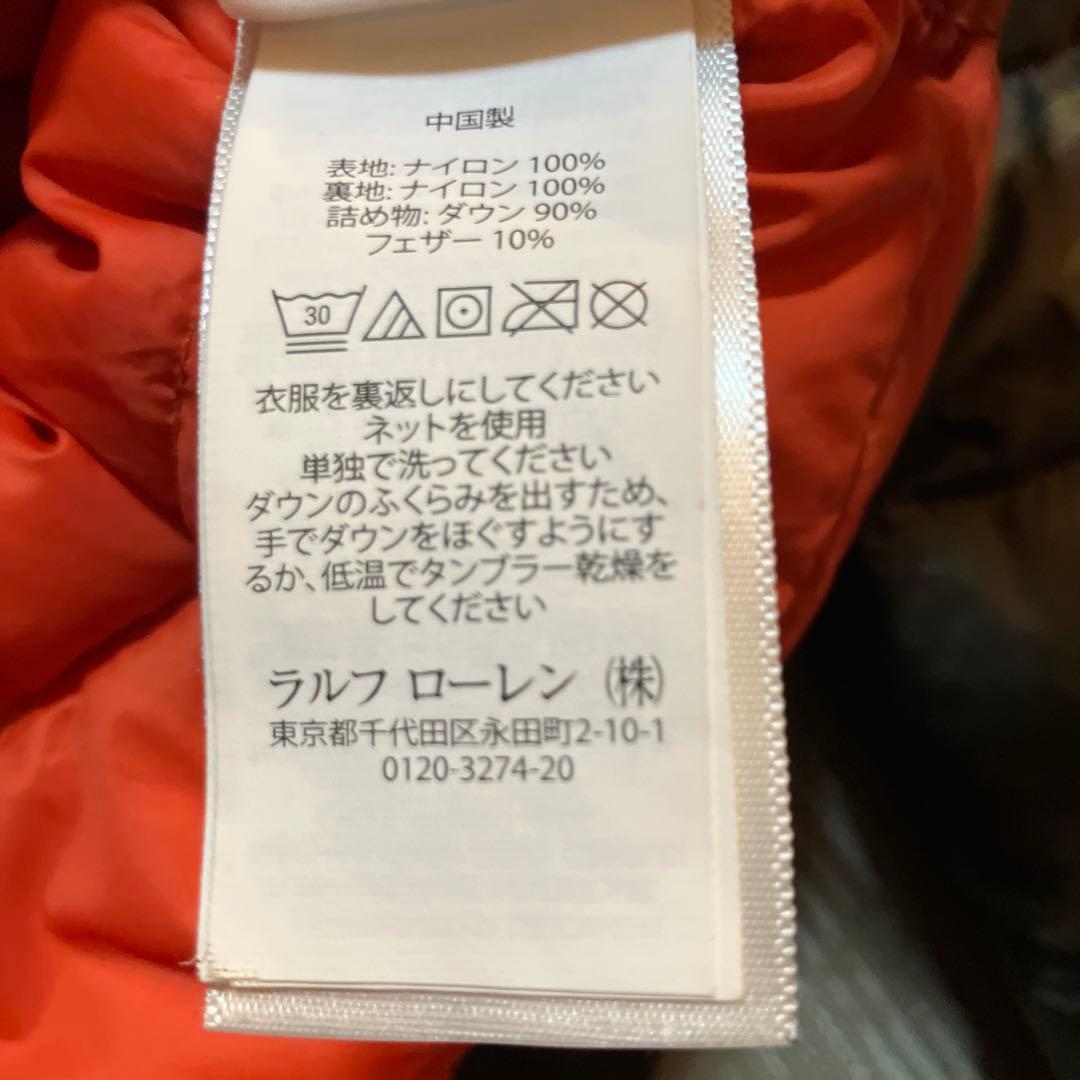 中国製
表地: ナイロン 100%
裏地: ナイロン 100%
詰め物: ダウン 90%
フェザー 10%
30
衣服を裏返しにしてください
ネットを使用
単独で洗ってください
ダウンのふくらみを出すため、
手でダウンをほぐすようにす
るか、低温でタンブラー乾燥を
してください
ラルフ ローレン ㈱
東京都千代田区永田町2-10-1
0120-3274-20